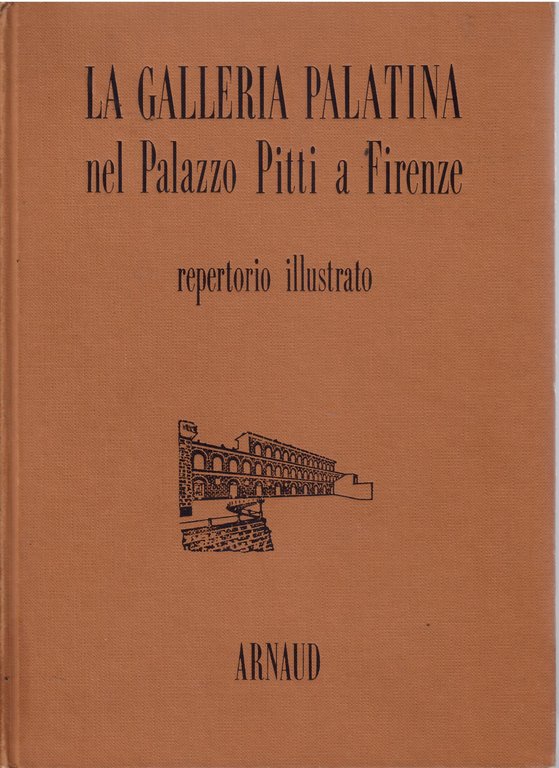 LA GALLERIA PALATINA
nel Palazzo Pitti a Firenze
repertorio illustrato
ARNAUD